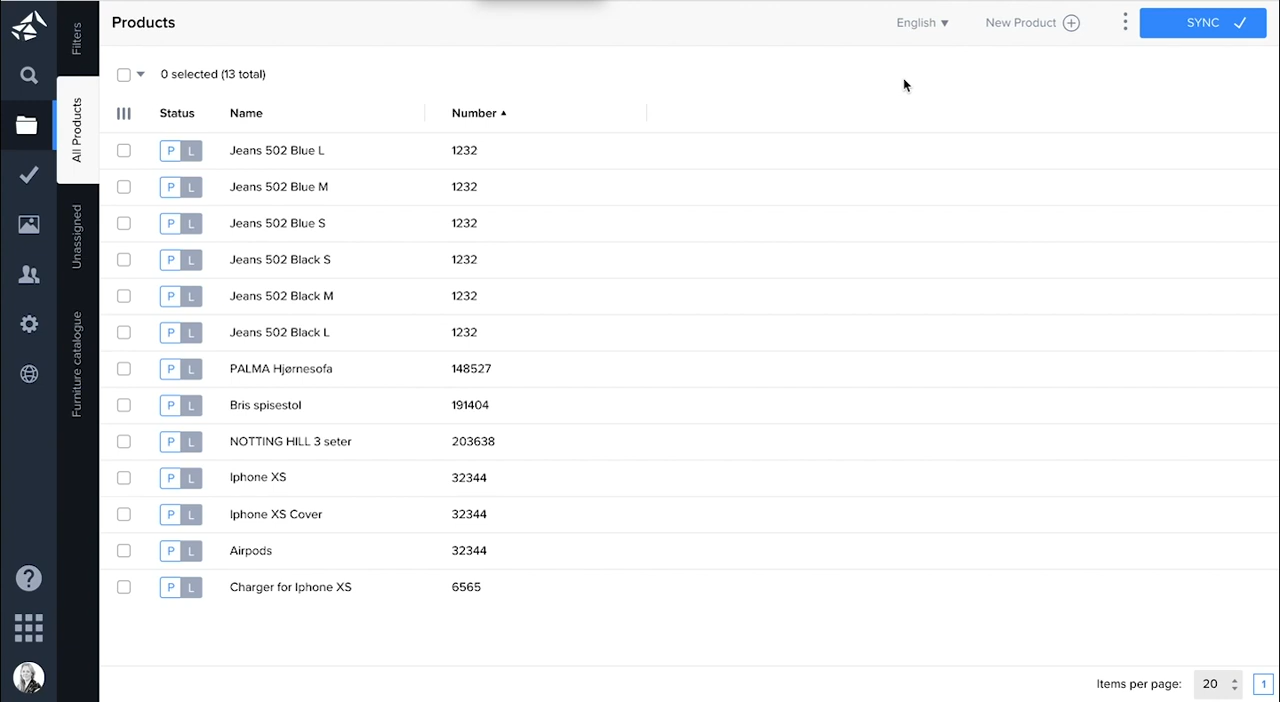 Products
English ▼
New Product
SYNC
Filters
All Products
Unassigned
Furniture catalogue
0 selected (13 total)
Status Name Number ▲
P L Jeans 502 Blue L 1232
P L Jeans 502 Blue M 1232
P L Jeans 502 Blue S 1232
P L Jeans 502 Black S 1232
P L Jeans 502 Black M 1232
P L Jeans 502 Black L 1232
P L PALMA Hjørnesofa 148527
P L Bris spisestol 191404
P L NOTTING HILL 3 seter 203638
P L Iphone XS 32344
P L Iphone XS Cover 32344
P L Airpods 32344
P L Charger for Iphone XS 6565
Items per page: 20 1